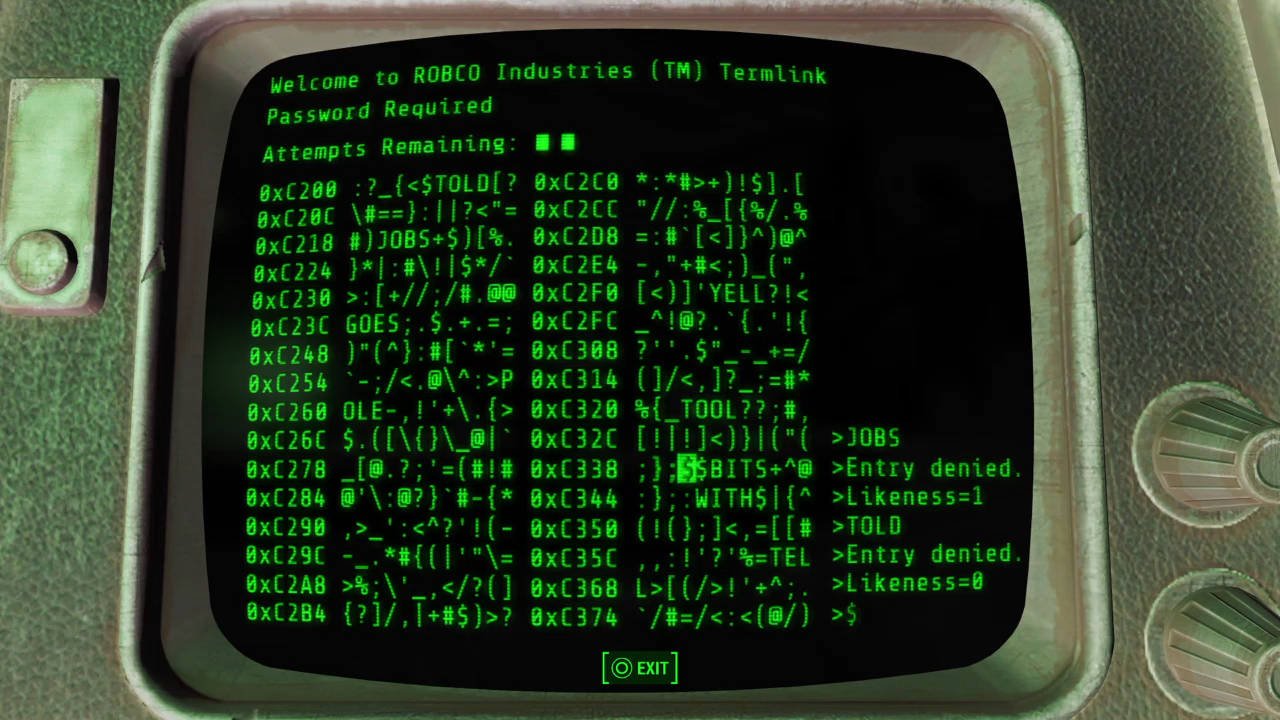 Welcome to ROBCO Industries (TM) Termlink
Password Required
Attempts Remaining: ■ ■
0xC200 :?_{<$TOLD[? 0xC2C0 *:*#>+)!$].[
0xC20C \#==}:||?<"= 0xC2CC "//:%_[{%/.%
0xC218 #)JOBS+$)[%. 0xC2D8 =:#`[<]}^)@^
0xC224 }*|:#\!|$*/` 0xC2E4 -,"+#<;)_(",
0xC230 >:[+//;/#.@@ 0xC2F0 [<)]'YELL?!<
0xC23C GOES;.$.+.=; 0xC2FC _^!@?.`{.'!{
0xC248 )"(^}:#[`*'= 0xC308 ?''.$"_-_+=/
0xC254 `-;/<.@\^:>P 0xC314 (]/<,]?_;=#*
0xC260 OLE-,!'+\.{> 0xC320 %{_TOOL??;#,
0xC26C $.([\{}\_@|` 0xC32C [!|!]<)}|("( >JOBS
0xC278 _[@.?;'=(#!# 0xC338 ;};$$BITS+^@ >Entry denied.
0xC284 @'\:@?}`#-{* 0xC344 :};:WITH$|{^ >Likeness=1
0xC290 ,>_':<^?'!(- 0xC350 (!(};]<,=[[# >TOLD
0xC29C -_.*#{(|'"\= 0xC35C ,,:!'?'%=TEL >Entry denied.
0xC2A8 >%;\'_,</?(] 0xC368 L>[(/>!'+^;. >Likeness=0
0xC2B4 {?]/,|+#$)>? 0xC374 `/#=/<:<(@/) >$
EXIT